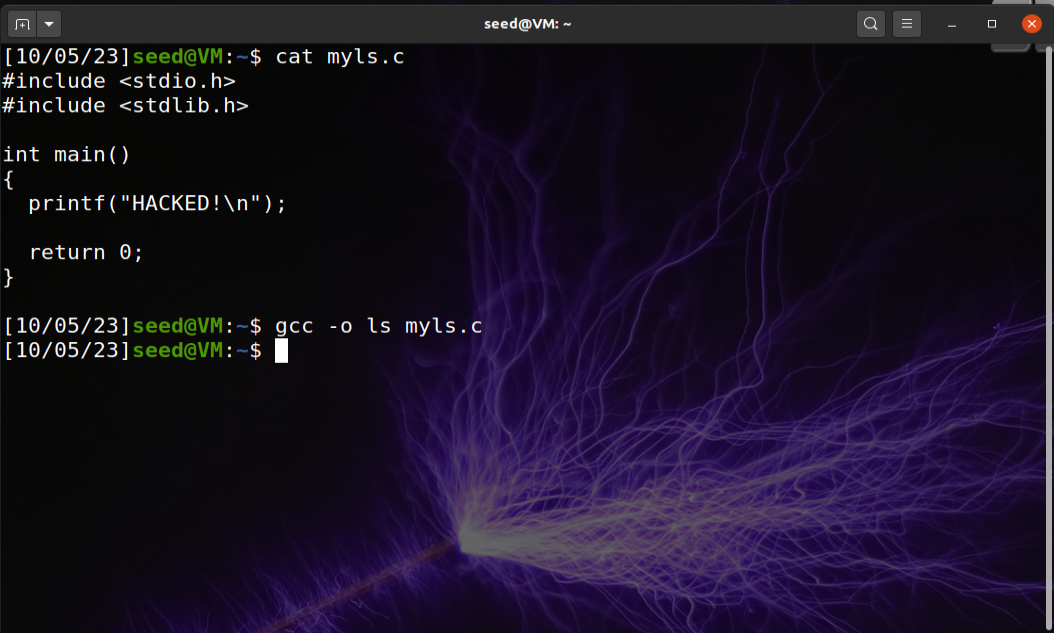 seed@VM: ~
[10/05/23]seed@VM:~$ cat myls.c
#include <stdio.h>
#include <stdlib.h>
int main()
{
  printf("HACKED!\n");
  return 0;
}
[10/05/23]seed@VM:~$ gcc -o ls myls.c
[10/05/23]seed@VM:~$